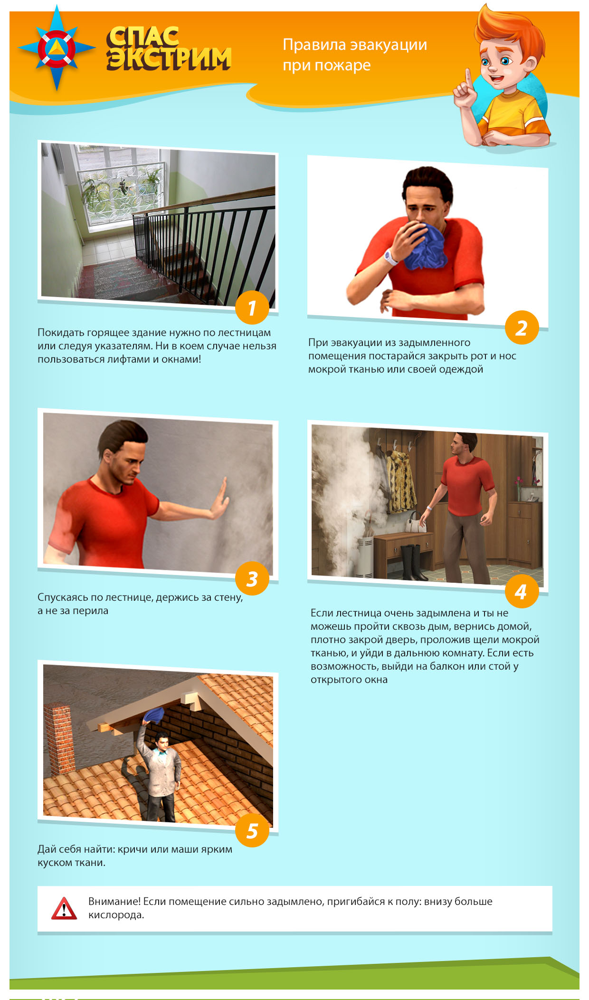 СПАС
ЭКСТРИМ
Правила эвакуации
при пожаре
1
Покидать горящее здание нужно по лестницам
или следуя указателям. Ни в коем случае нельзя
пользоваться лифтами и окнами!
2
При эвакуации из задымленного
помещения постарайся закрыть рот и нос
мокрой тканью или своей одеждой
3
Спускаясь по лестнице, держись за стену,
а не за перила
4
Если лестница очень задымлена и ты не
можешь пройти сквозь дым, вернись домой,
плотно закрой дверь, проложив щели мокрой
тканью, и уйди в дальнюю комнату. Если есть
возможность, выйди на балкон или стой у
открытого окна
5
Дай себя найти: кричи или маши ярким
куском ткани.
Внимание! Если помещение сильно задымлено, пригибайся к полу: внизу больше
кислорода.